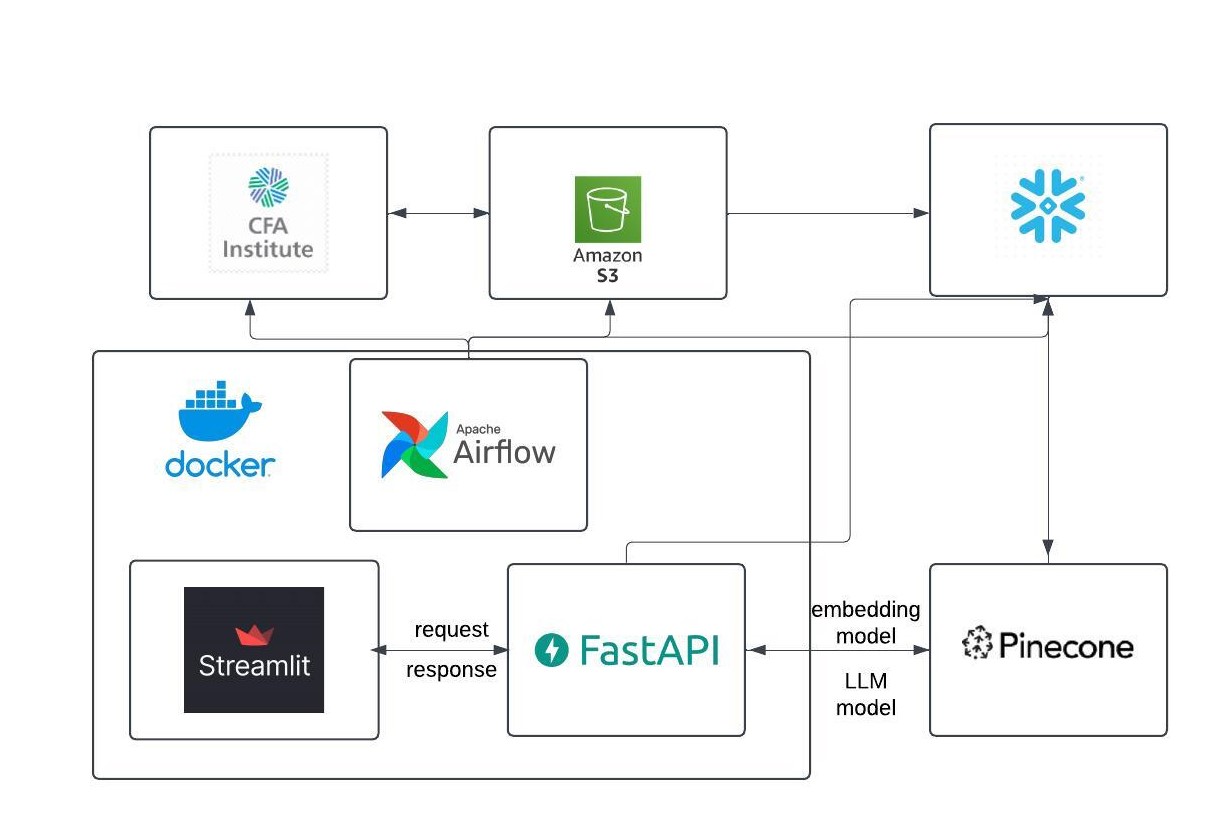 CFA
Institute
Amazon
S3
docker
Apache
Airflow
Streamlit
request
response
FastAPI
embedding
model
LLM
model
Pinecone